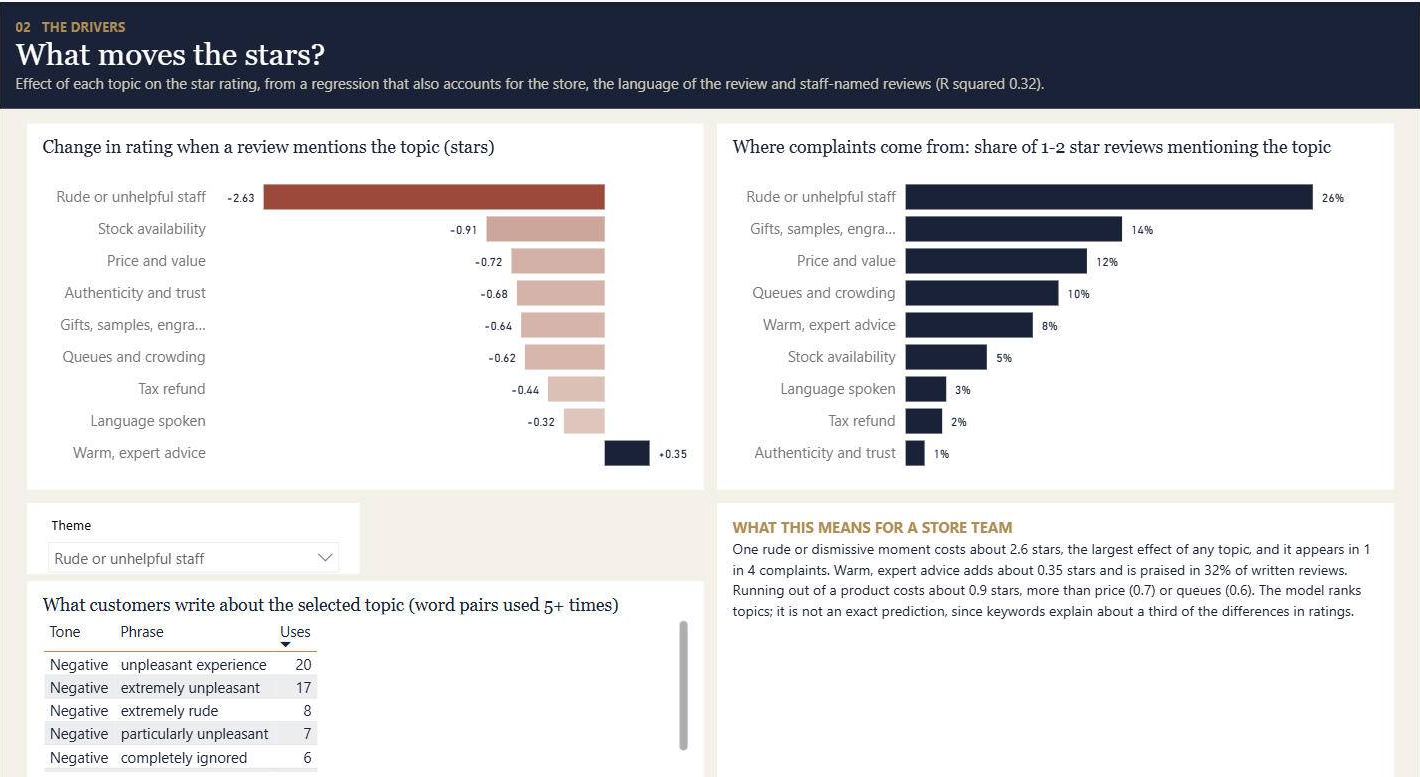 02 THE DRIVERS
What moves the stars?
Effect of each topic on the star rating, from a regression that also accounts for the store, the language of the review and staff-named reviews (R squared 0.32).
Change in rating when a review mentions the topic (stars)
Rude or unhelpful staff -2.63
Stock availability -0.91
Price and value -0.72
Authenticity and trust -0.68
Gifts, samples, engra... -0.64
Queues and crowding -0.62
Tax refund -0.44
Language spoken -0.32
Warm, expert advice +0.35
Where complaints come from: share of 1-2 star reviews mentioning the topic
Rude or unhelpful staff 26%
Gifts, samples, engra... 14%
Price and value 12%
Queues and crowding 10%
Warm, expert advice 8%
Stock availability 5%
Language spoken 3%
Tax refund 2%
Authenticity and trust 1%
Theme
Rude or unhelpful staff
What customers write about the selected topic (word pairs used 5+ times)
Tone Phrase Uses
Negative unpleasant experience 20
Negative extremely unpleasant 17
Negative extremely rude 8
Negative particularly unpleasant 7
Negative completely ignored 6
WHAT THIS MEANS FOR A STORE TEAM
One rude or dismissive moment costs about 2.6 stars, the largest effect of any topic, and it appears in 1
in 4 complaints. Warm, expert advice adds about 0.35 stars and is praised in 32% of written reviews.
Running out of a product costs about 0.9 stars, more than price (0.7) or queues (0.6). The model ranks
topics; it is not an exact prediction, since keywords explain about a third of the differences in ratings.